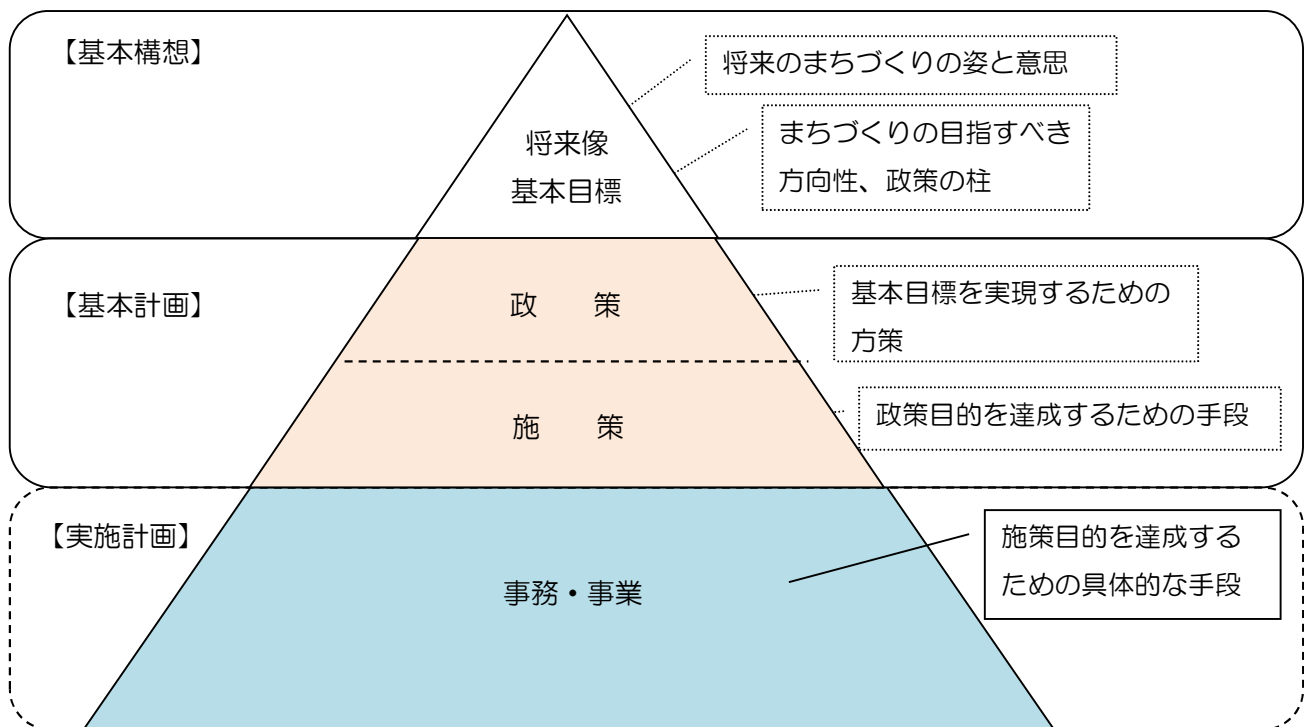 【基本構想】
将来のまちづくりの姿と意思
まちづくりの目指すべき
方向性、政策の柱
将来像
基本目標
【基本計画】
政　　策
基本目標を実現するための
方策
施　　策
政策目的を達成するための手段
【実施計画】
施策目的を達成する
ための具体的な手段
事務・事業